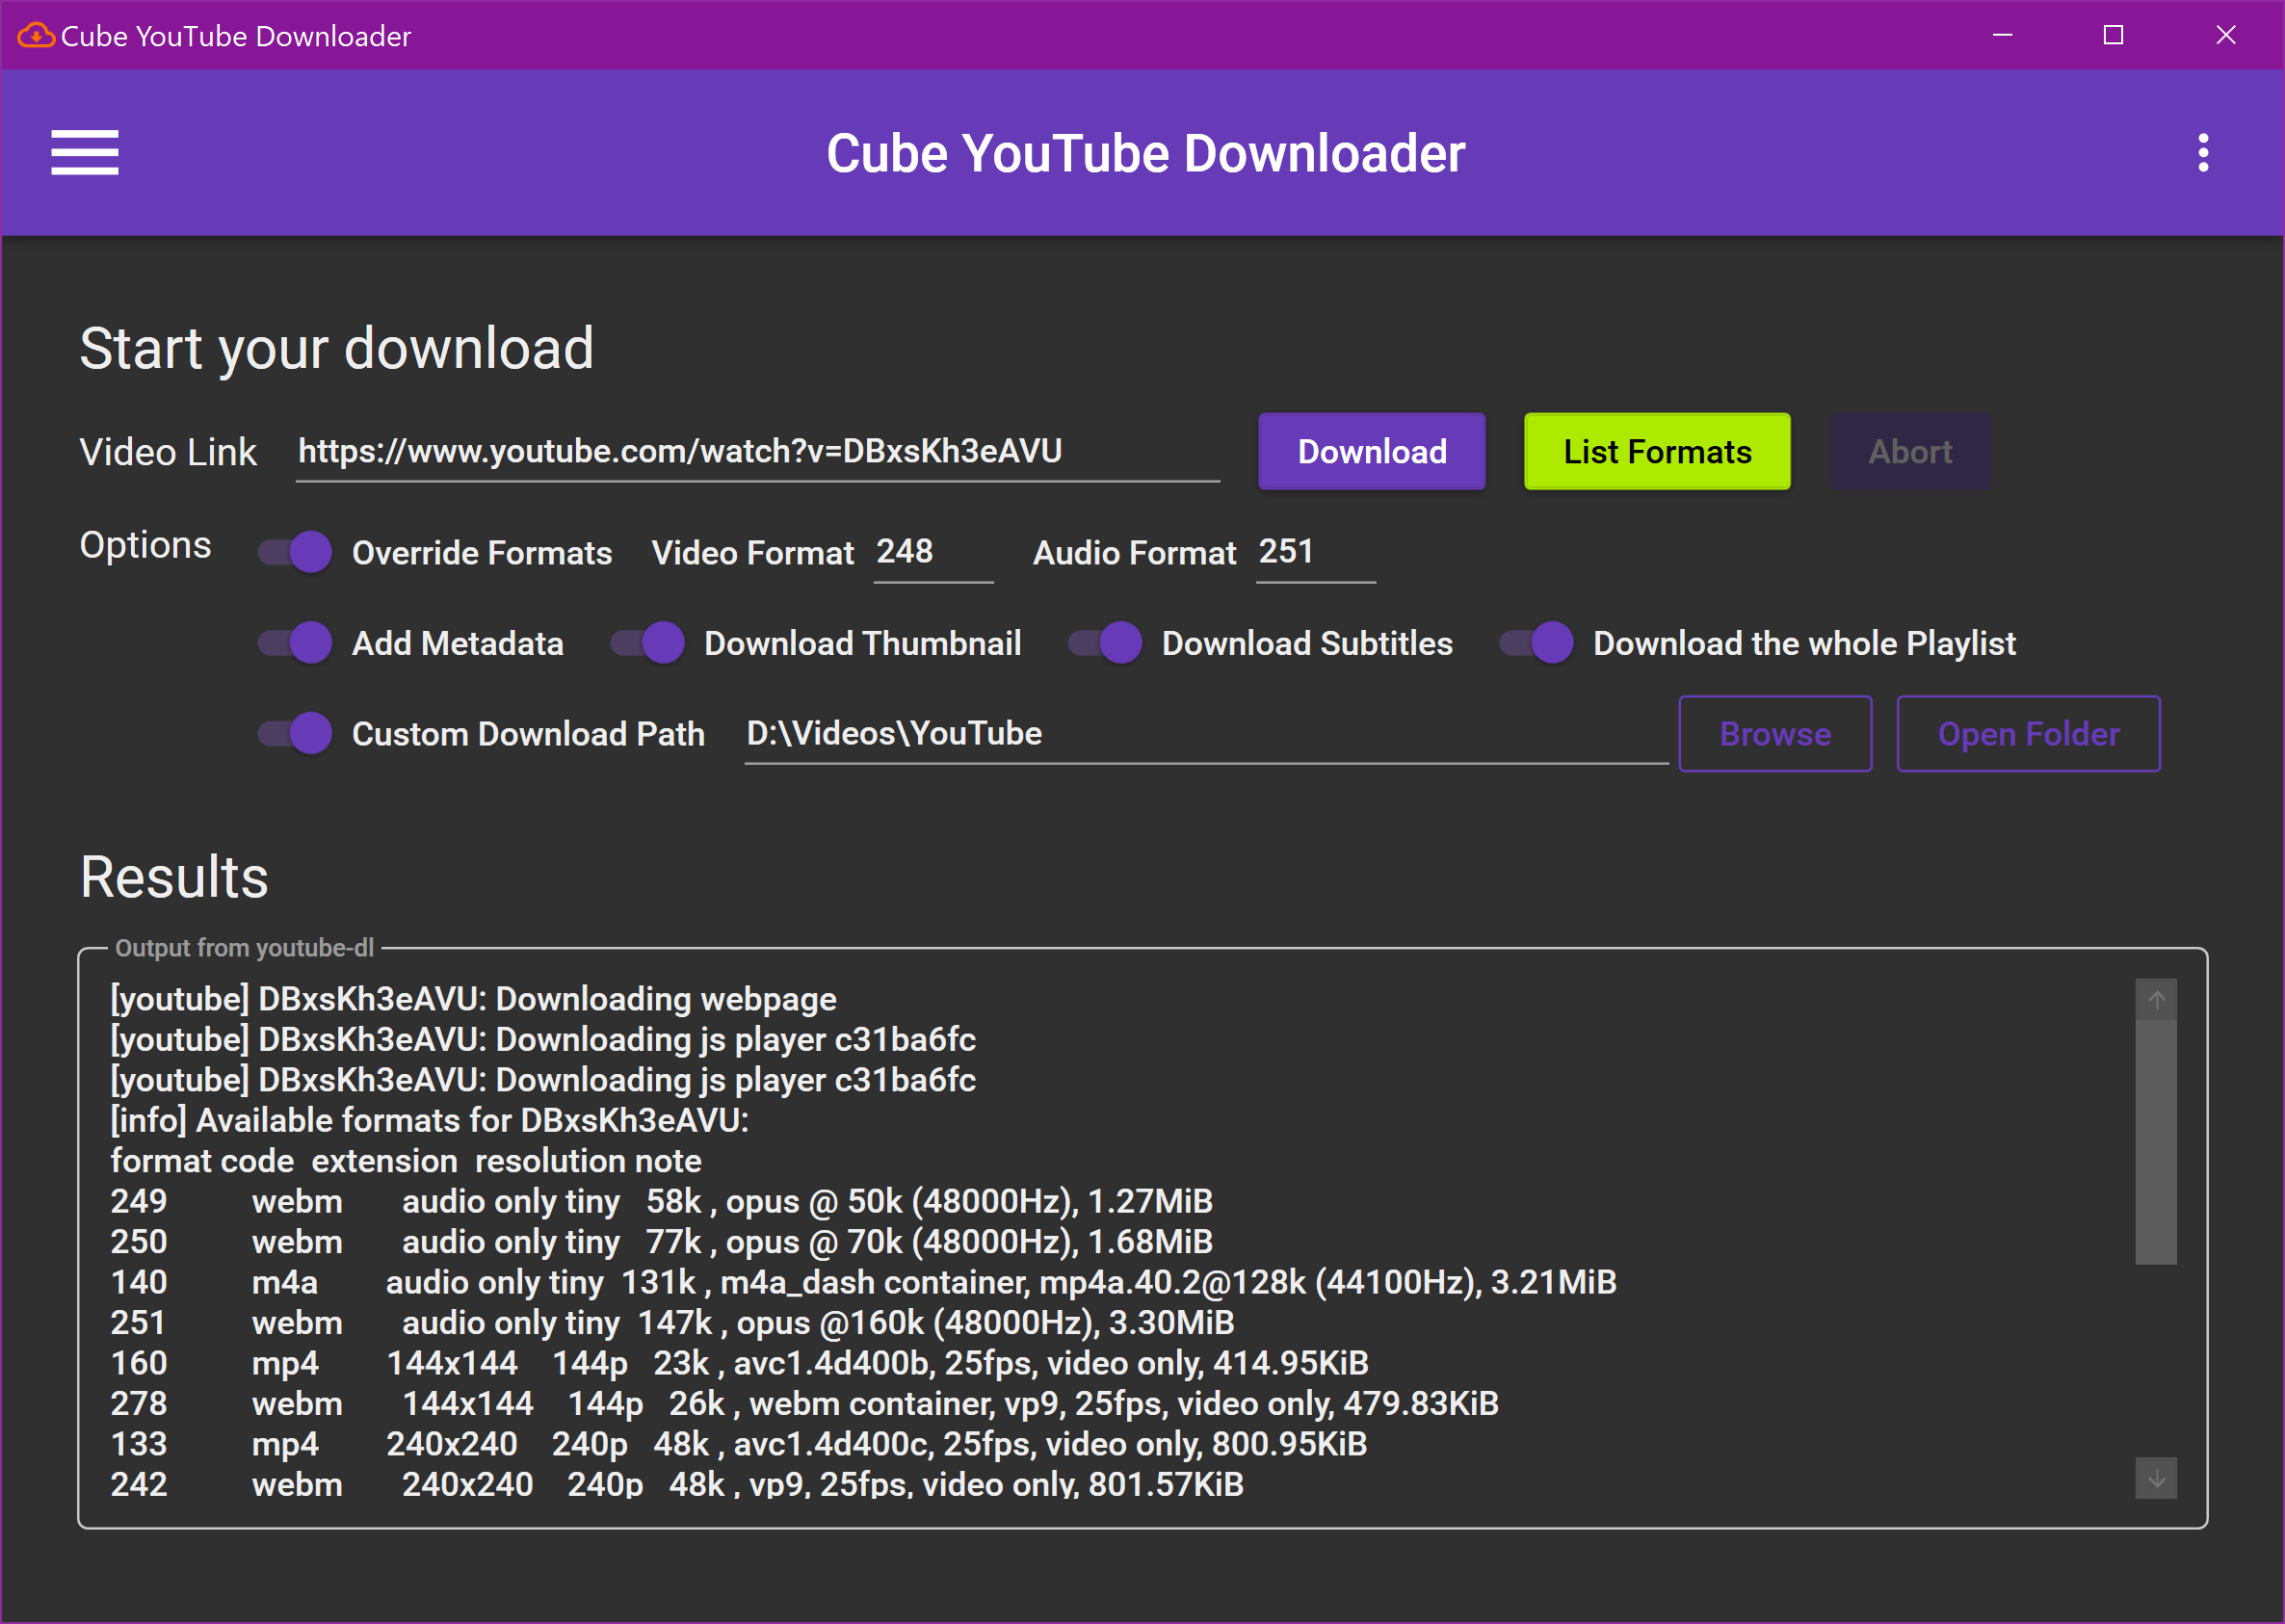 Cube YouTube Downloader
Cube YouTube Downloader
Start your download
Video Link https://www.youtube.com/watch?v=DBxsKh3eAVU Download List Formats Abort
Options Override Formats Video Format 248 Audio Format 251
Add Metadata Download Thumbnail Download Subtitles Download the whole Playlist
Custom Download Path D:\Videos\YouTube Browse Open Folder
Results
Output from youtube-dl
[youtube] DBxsKh3eAVU: Downloading webpage
[youtube] DBxsKh3eAVU: Downloading js player c31ba6fc
[youtube] DBxsKh3eAVU: Downloading js player c31ba6fc
[info] Available formats for DBxsKh3eAVU:
format code extension resolution note
249 webm audio only tiny 58k , opus @ 50k (48000Hz), 1.27MiB
250 webm audio only tiny 77k , opus @ 70k (48000Hz), 1.68MiB
140 m4a audio only tiny 131k , m4a_dash container, mp4a.40.2@128k (44100Hz), 3.21MiB
251 webm audio only tiny 147k , opus @160k (48000Hz), 3.30MiB
160 mp4 144x144 144p 23k , avc1.4d400b, 25fps, video only, 414.95KiB
278 webm 144x144 144p 26k , webm container, vp9, 25fps, video only, 479.83KiB
133 mp4 240x240 240p 48k , avc1.4d400c, 25fps, video only, 800.95KiB
242 webm 240x240 240p 48k , vp9, 25fps, video only, 801.57KiB